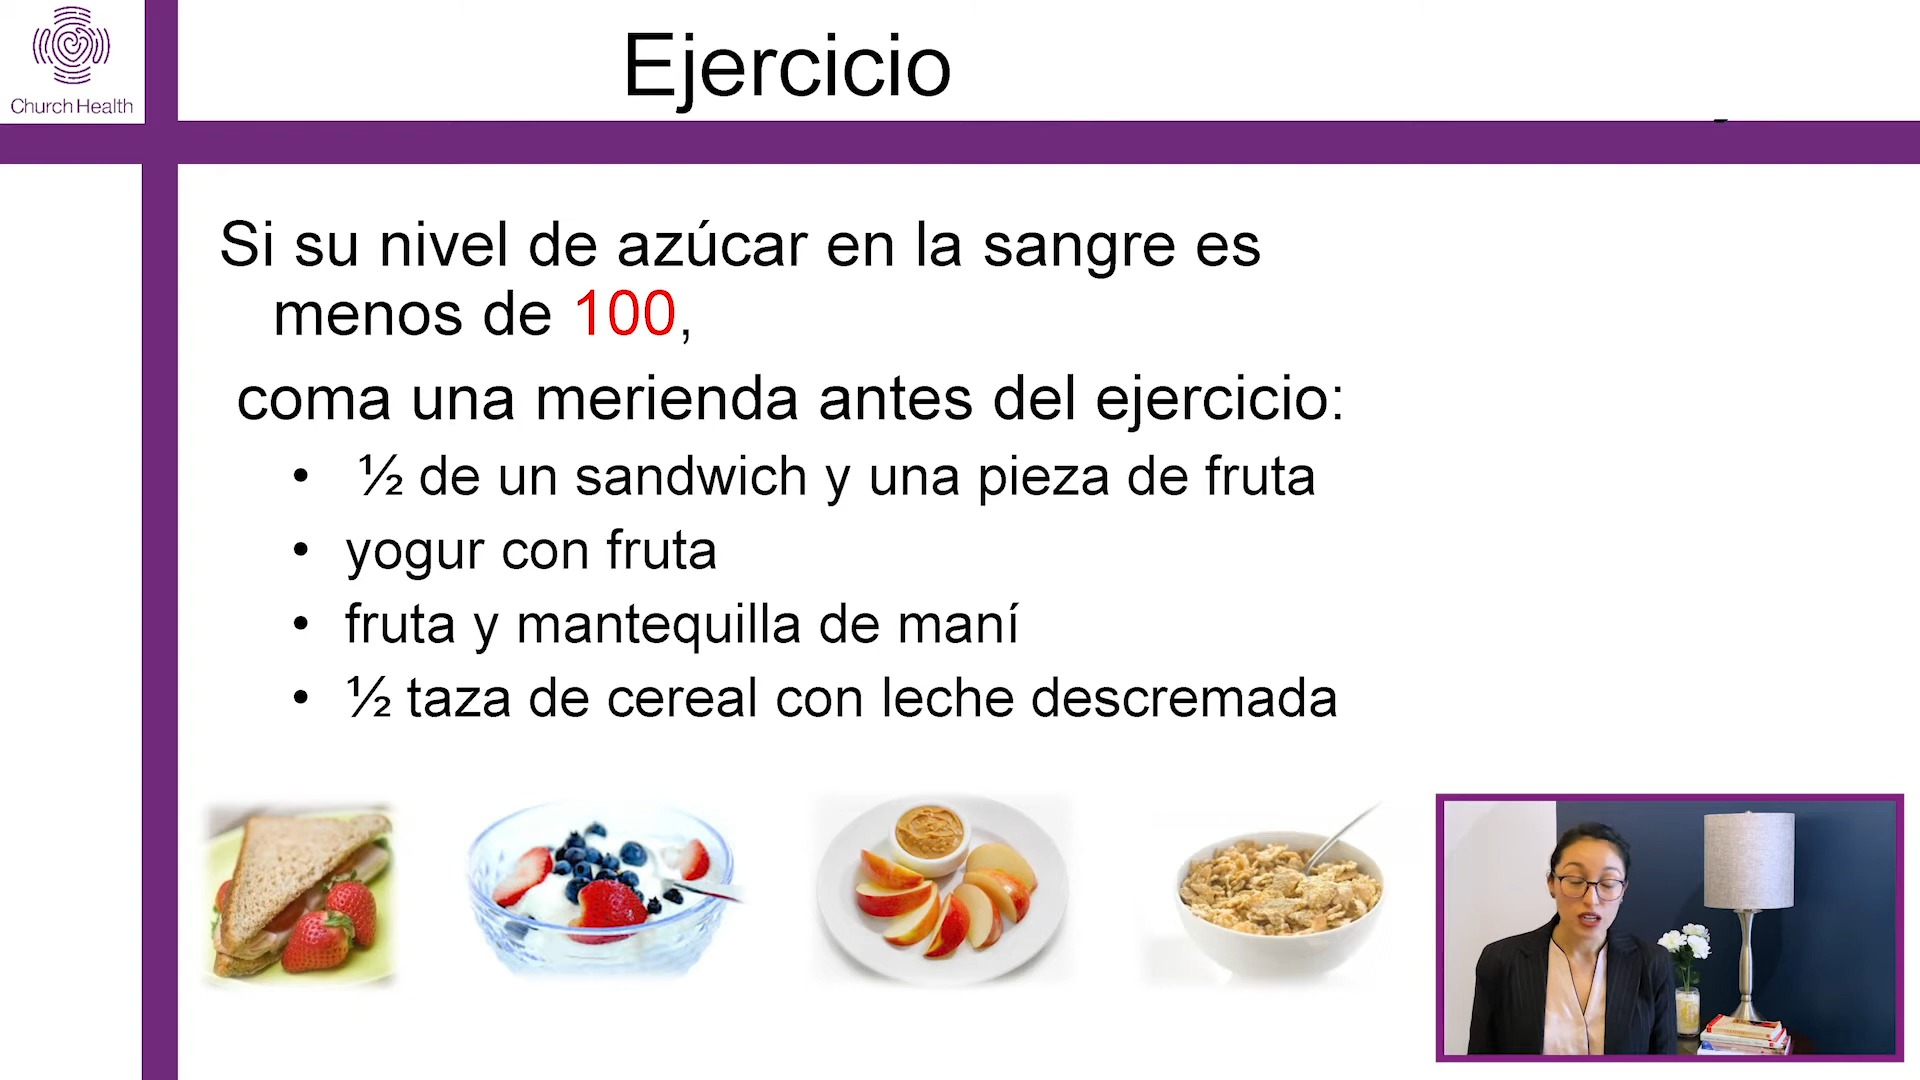 Church Health
Ejercicio
Si su nivel de azúcar en la sangre es
menos de 100,
coma una merienda antes del ejercicio:
• ½ de un sandwich y una pieza de fruta
• yogur con fruta
• fruta y mantequilla de maní
• ½ taza de cereal con leche descremada